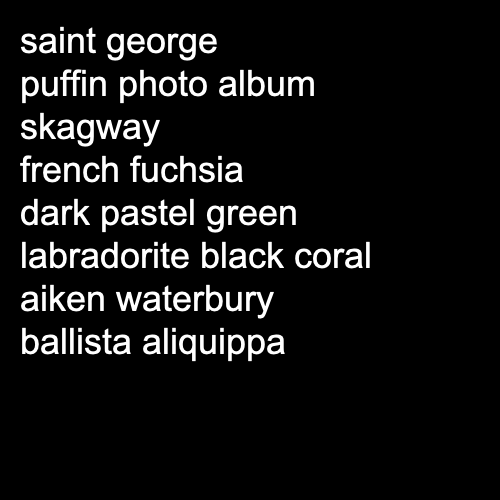 saint george
puffin photo album
skagway
french fuchsia
dark pastel green
labradorite black coral
aiken waterbury
ballista aliquippa